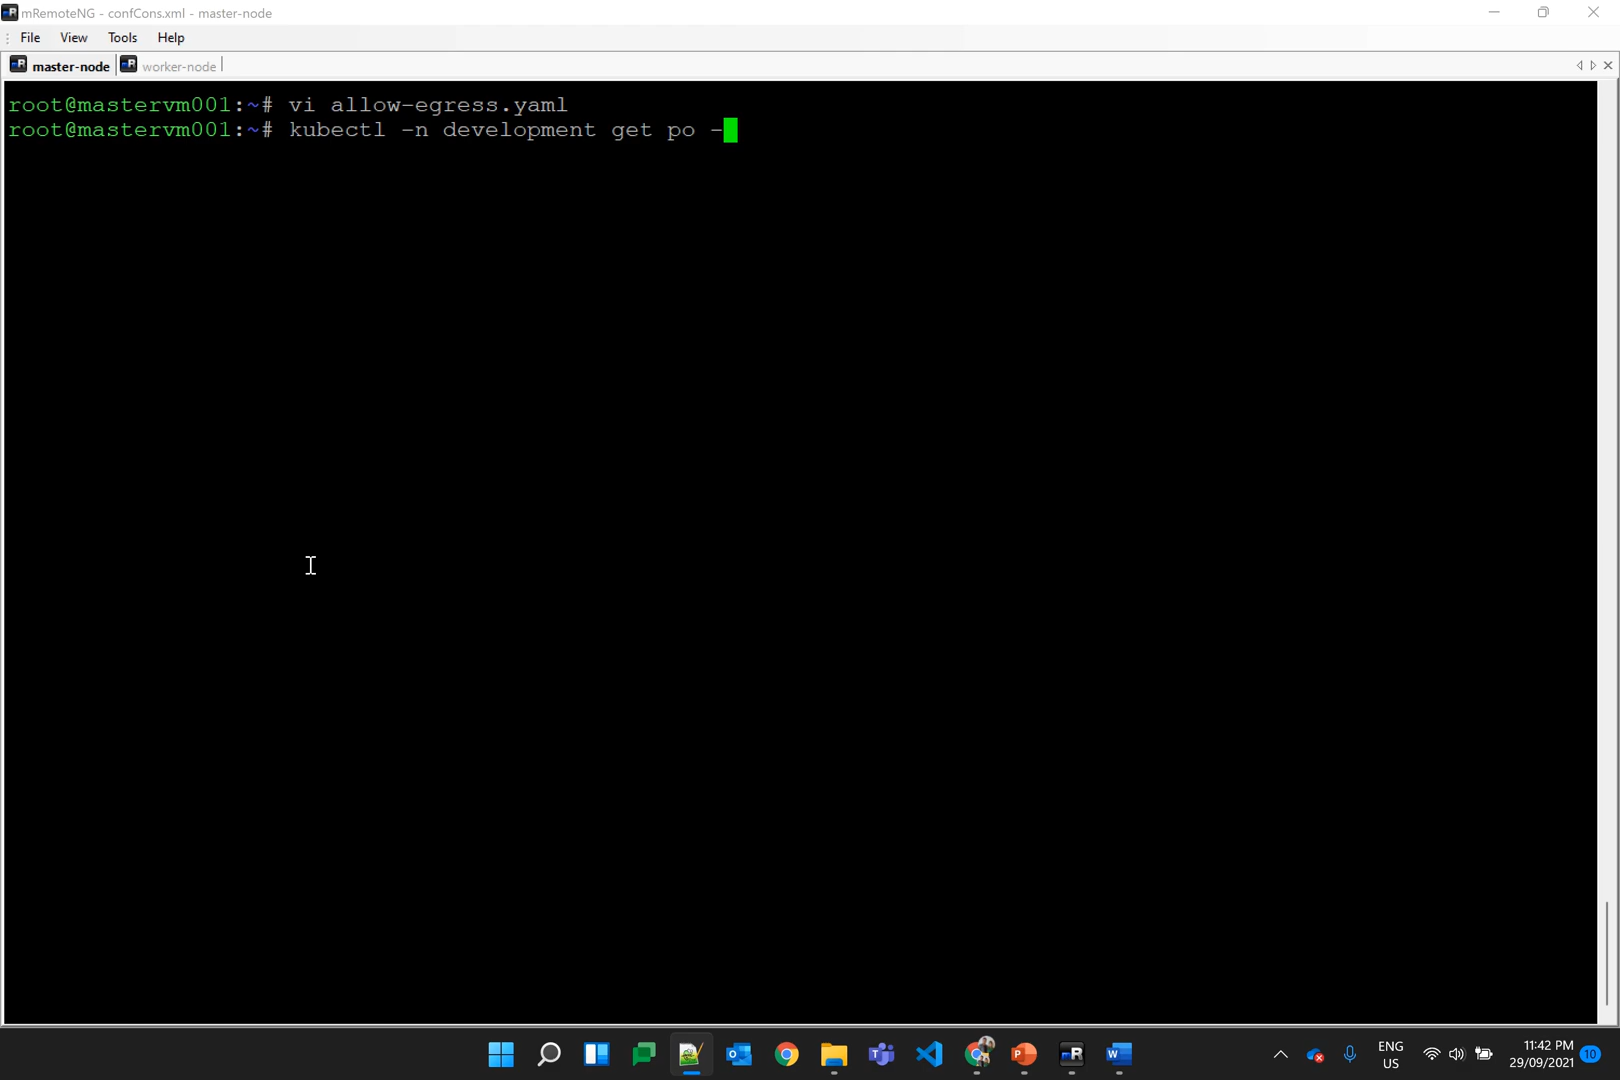 mRemoteNG - confCons.xml - master-node
File View Tools Help
master-node worker-node
root@mastervm001:~# vi allow-egress.yaml
root@mastervm001:~# kubectl -n development get po -
ENG
US
11:42 PM
29/09/2021
10